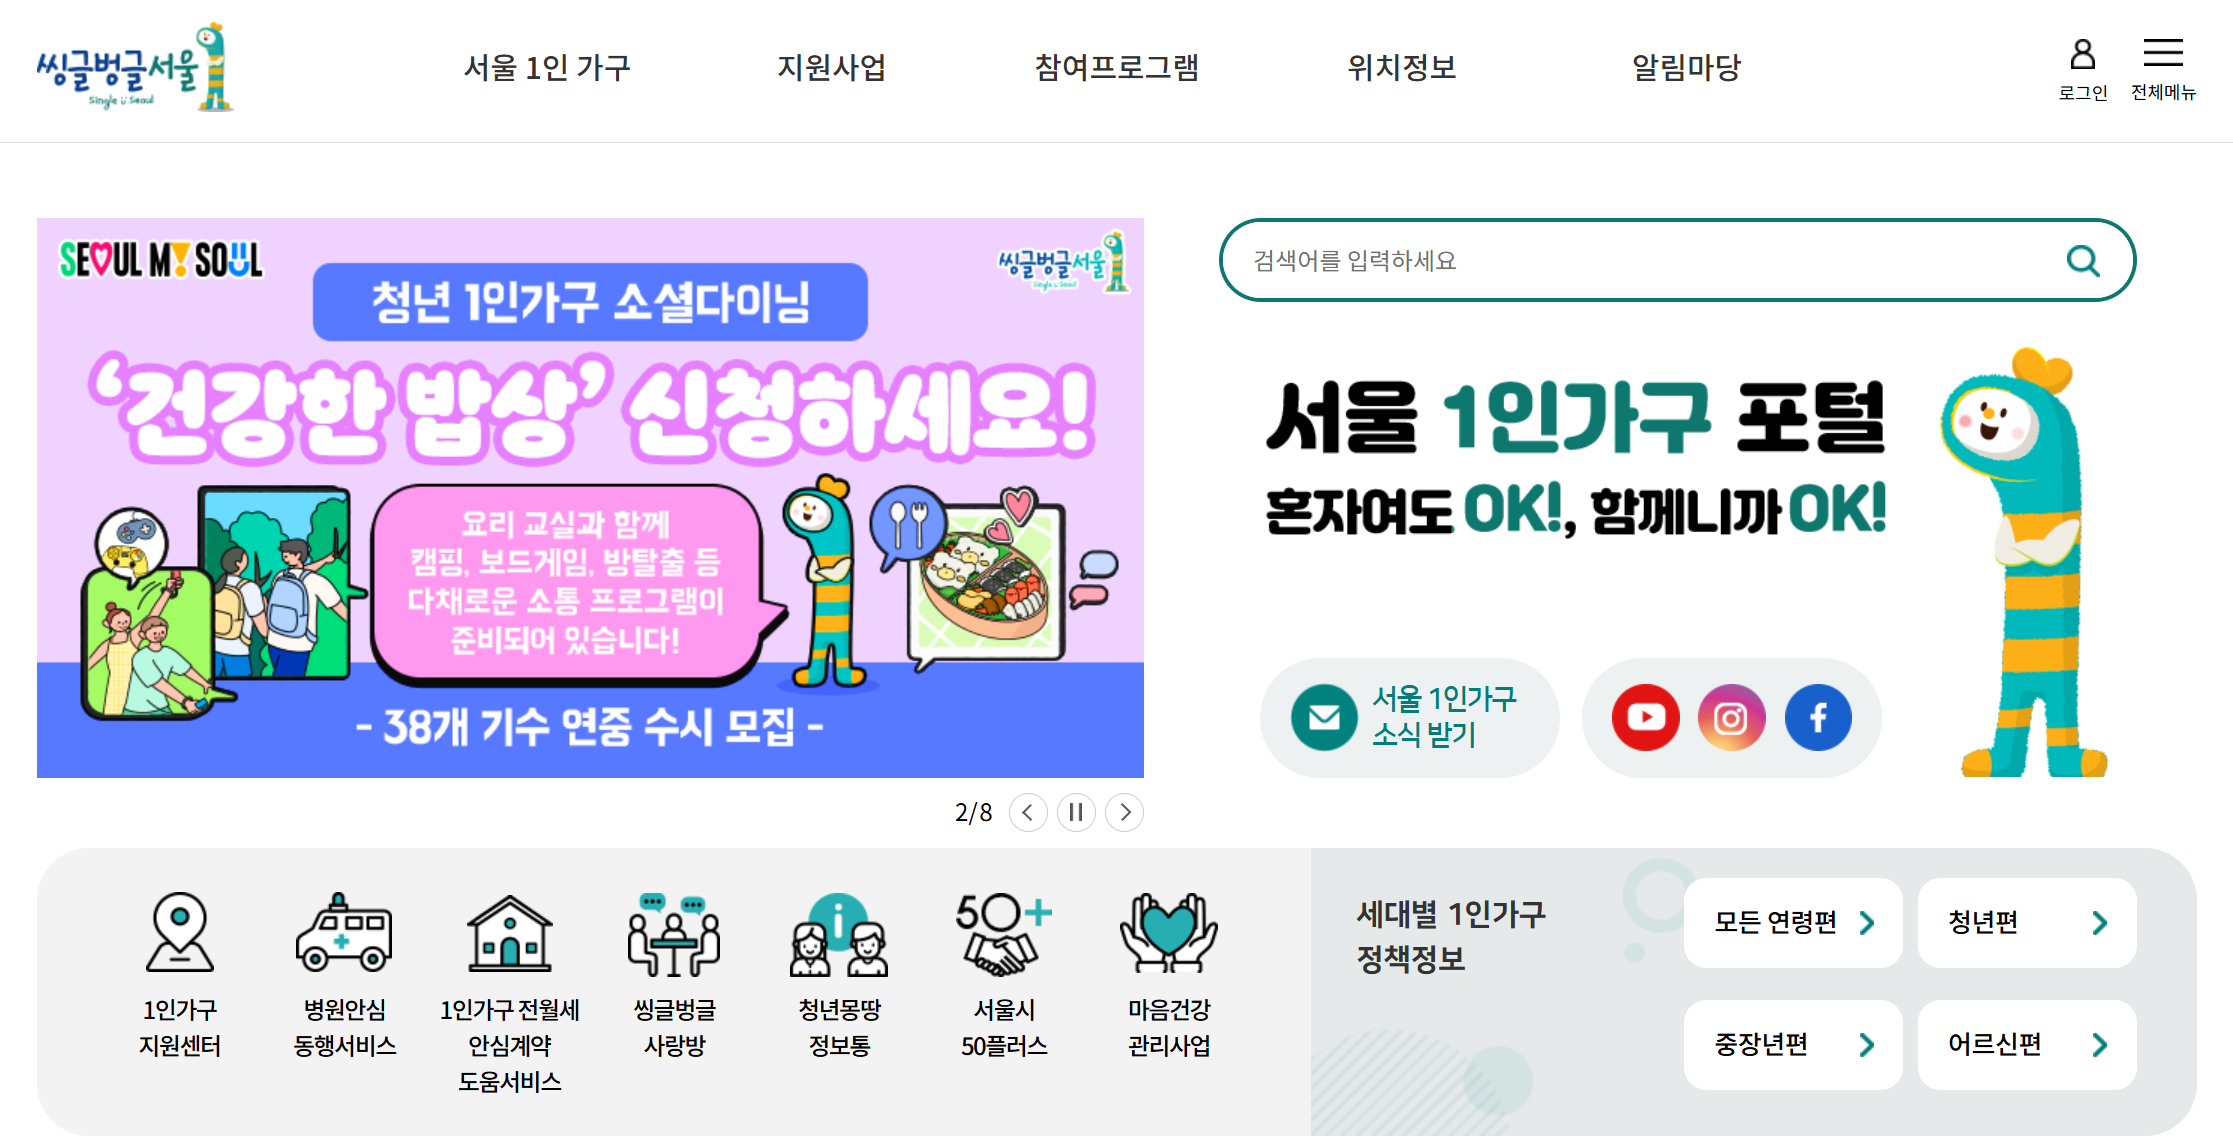 씽글벙글서울
Single ü Seoul
서울 1인 가구
지원사업
참여프로그램
위치정보
알림마당
로그인
전체메뉴
SEOUL MY SOUL
씽글벙글서울
Single ü Seoul
청년 1인가구 소셜다이닝
‘건강한 밥상’ 신청하세요!
요리 교실과 함께
캠핑, 보드게임, 방탈출 등
다채로운 소통 프로그램이
준비되어 있습니다!
- 38개 기수 연중 수시 모집 -
2/8
검색어를 입력하세요
서울 1인가구 포털
혼자여도 OK!, 함께니까 OK!
서울 1인가구
소식 받기
1인가구
지원센터
병원안심
동행서비스
1인가구 전월세
안심계약
도움서비스
씽글벙글
사랑방
청년몽땅
정보통
50+
서울시
50플러스
마음건강
관리사업
세대별 1인가구
정책정보
모든 연령편
청년편
중장년편
어르신편